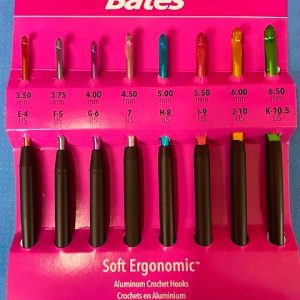 Bates
3.50 3.75 4.00 4.50 5.00 5.50 6.00 6.50
mm mm mm mm mm mm mm mm
E-4 F-5 G-6 7 H-8 I-9 J-10 K-10.5
US US US US US US US US
Soft Ergonomic™
Aluminum Crochet Hooks
Crochets en Aluminium